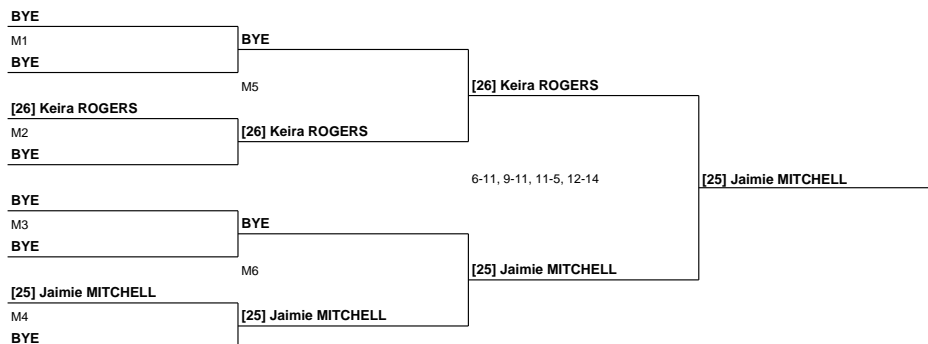 BYE
M1
BYE
BYE
M5
[26] Keira ROGERS
[26] Keira ROGERS
M2
[26] Keira ROGERS
BYE
6-11, 9-11, 11-5, 12-14
[25] Jaimie MITCHELL
BYE
M3
BYE
BYE
M6
[25] Jaimie MITCHELL
[25] Jaimie MITCHELL
M4
[25] Jaimie MITCHELL
BYE